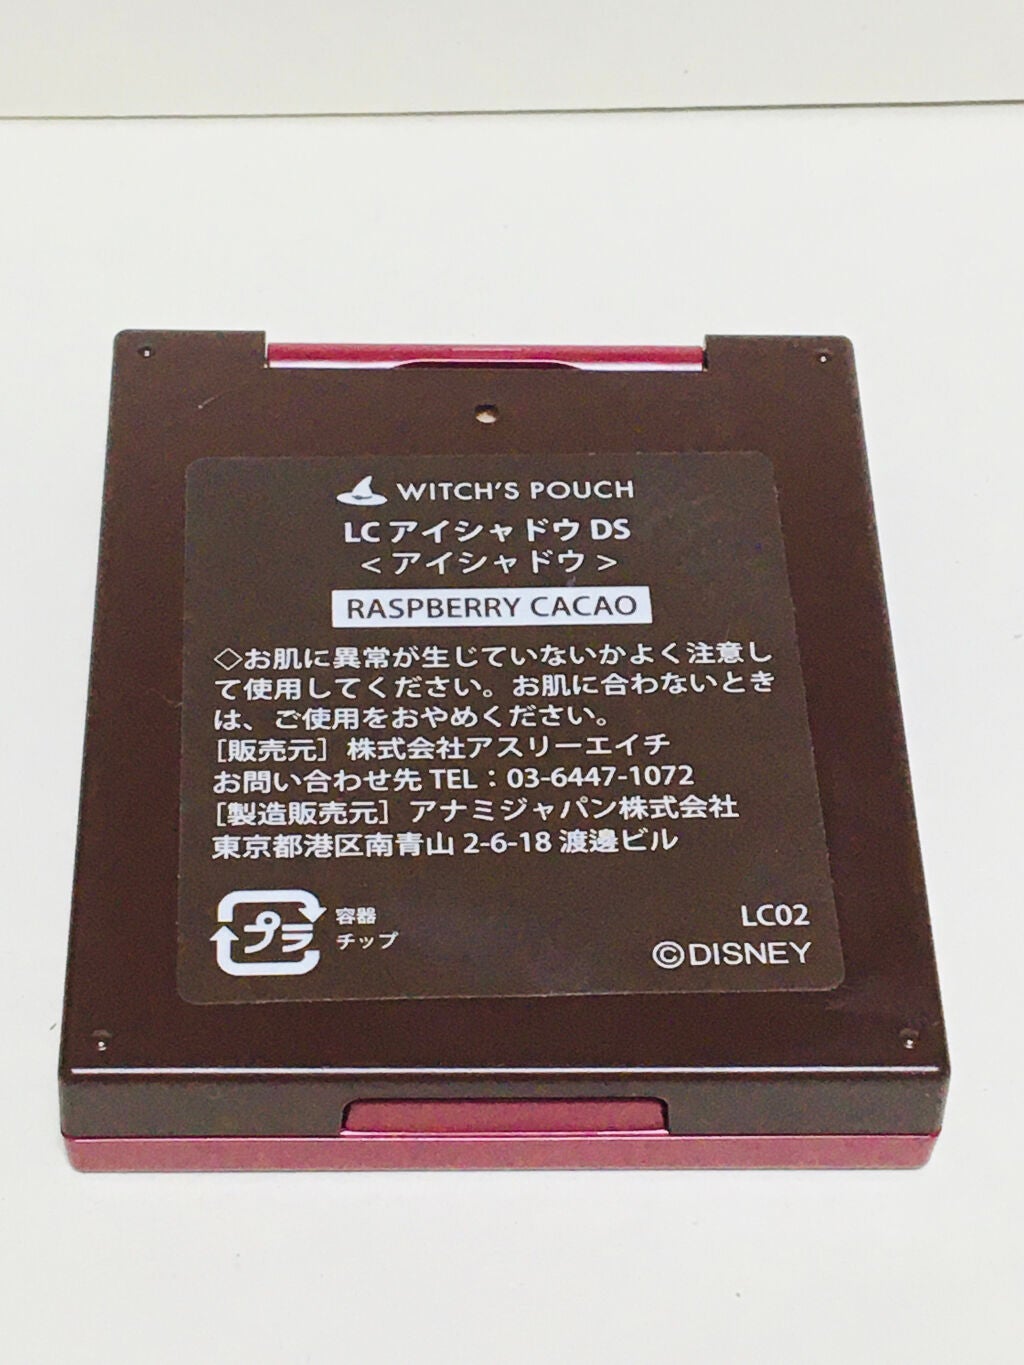 WITCH'S POUCH
LC アイシャドウ DS
< アイシャドウ >
RASPBERRY CACAO
◇お肌に異常が生じていないかよく注意し
て使用してください。お肌に合わないとき
は、ご使用をおやめください。
［販売元］株式会社アスリーエイチ
お問い合わせ先 TEL：03-6447-1072
［製造販売元］アナミジャパン株式会社
東京都港区南青山 2-6-18 渡邊ビル
プラ
容器
チップ
LC02
©DISNEY